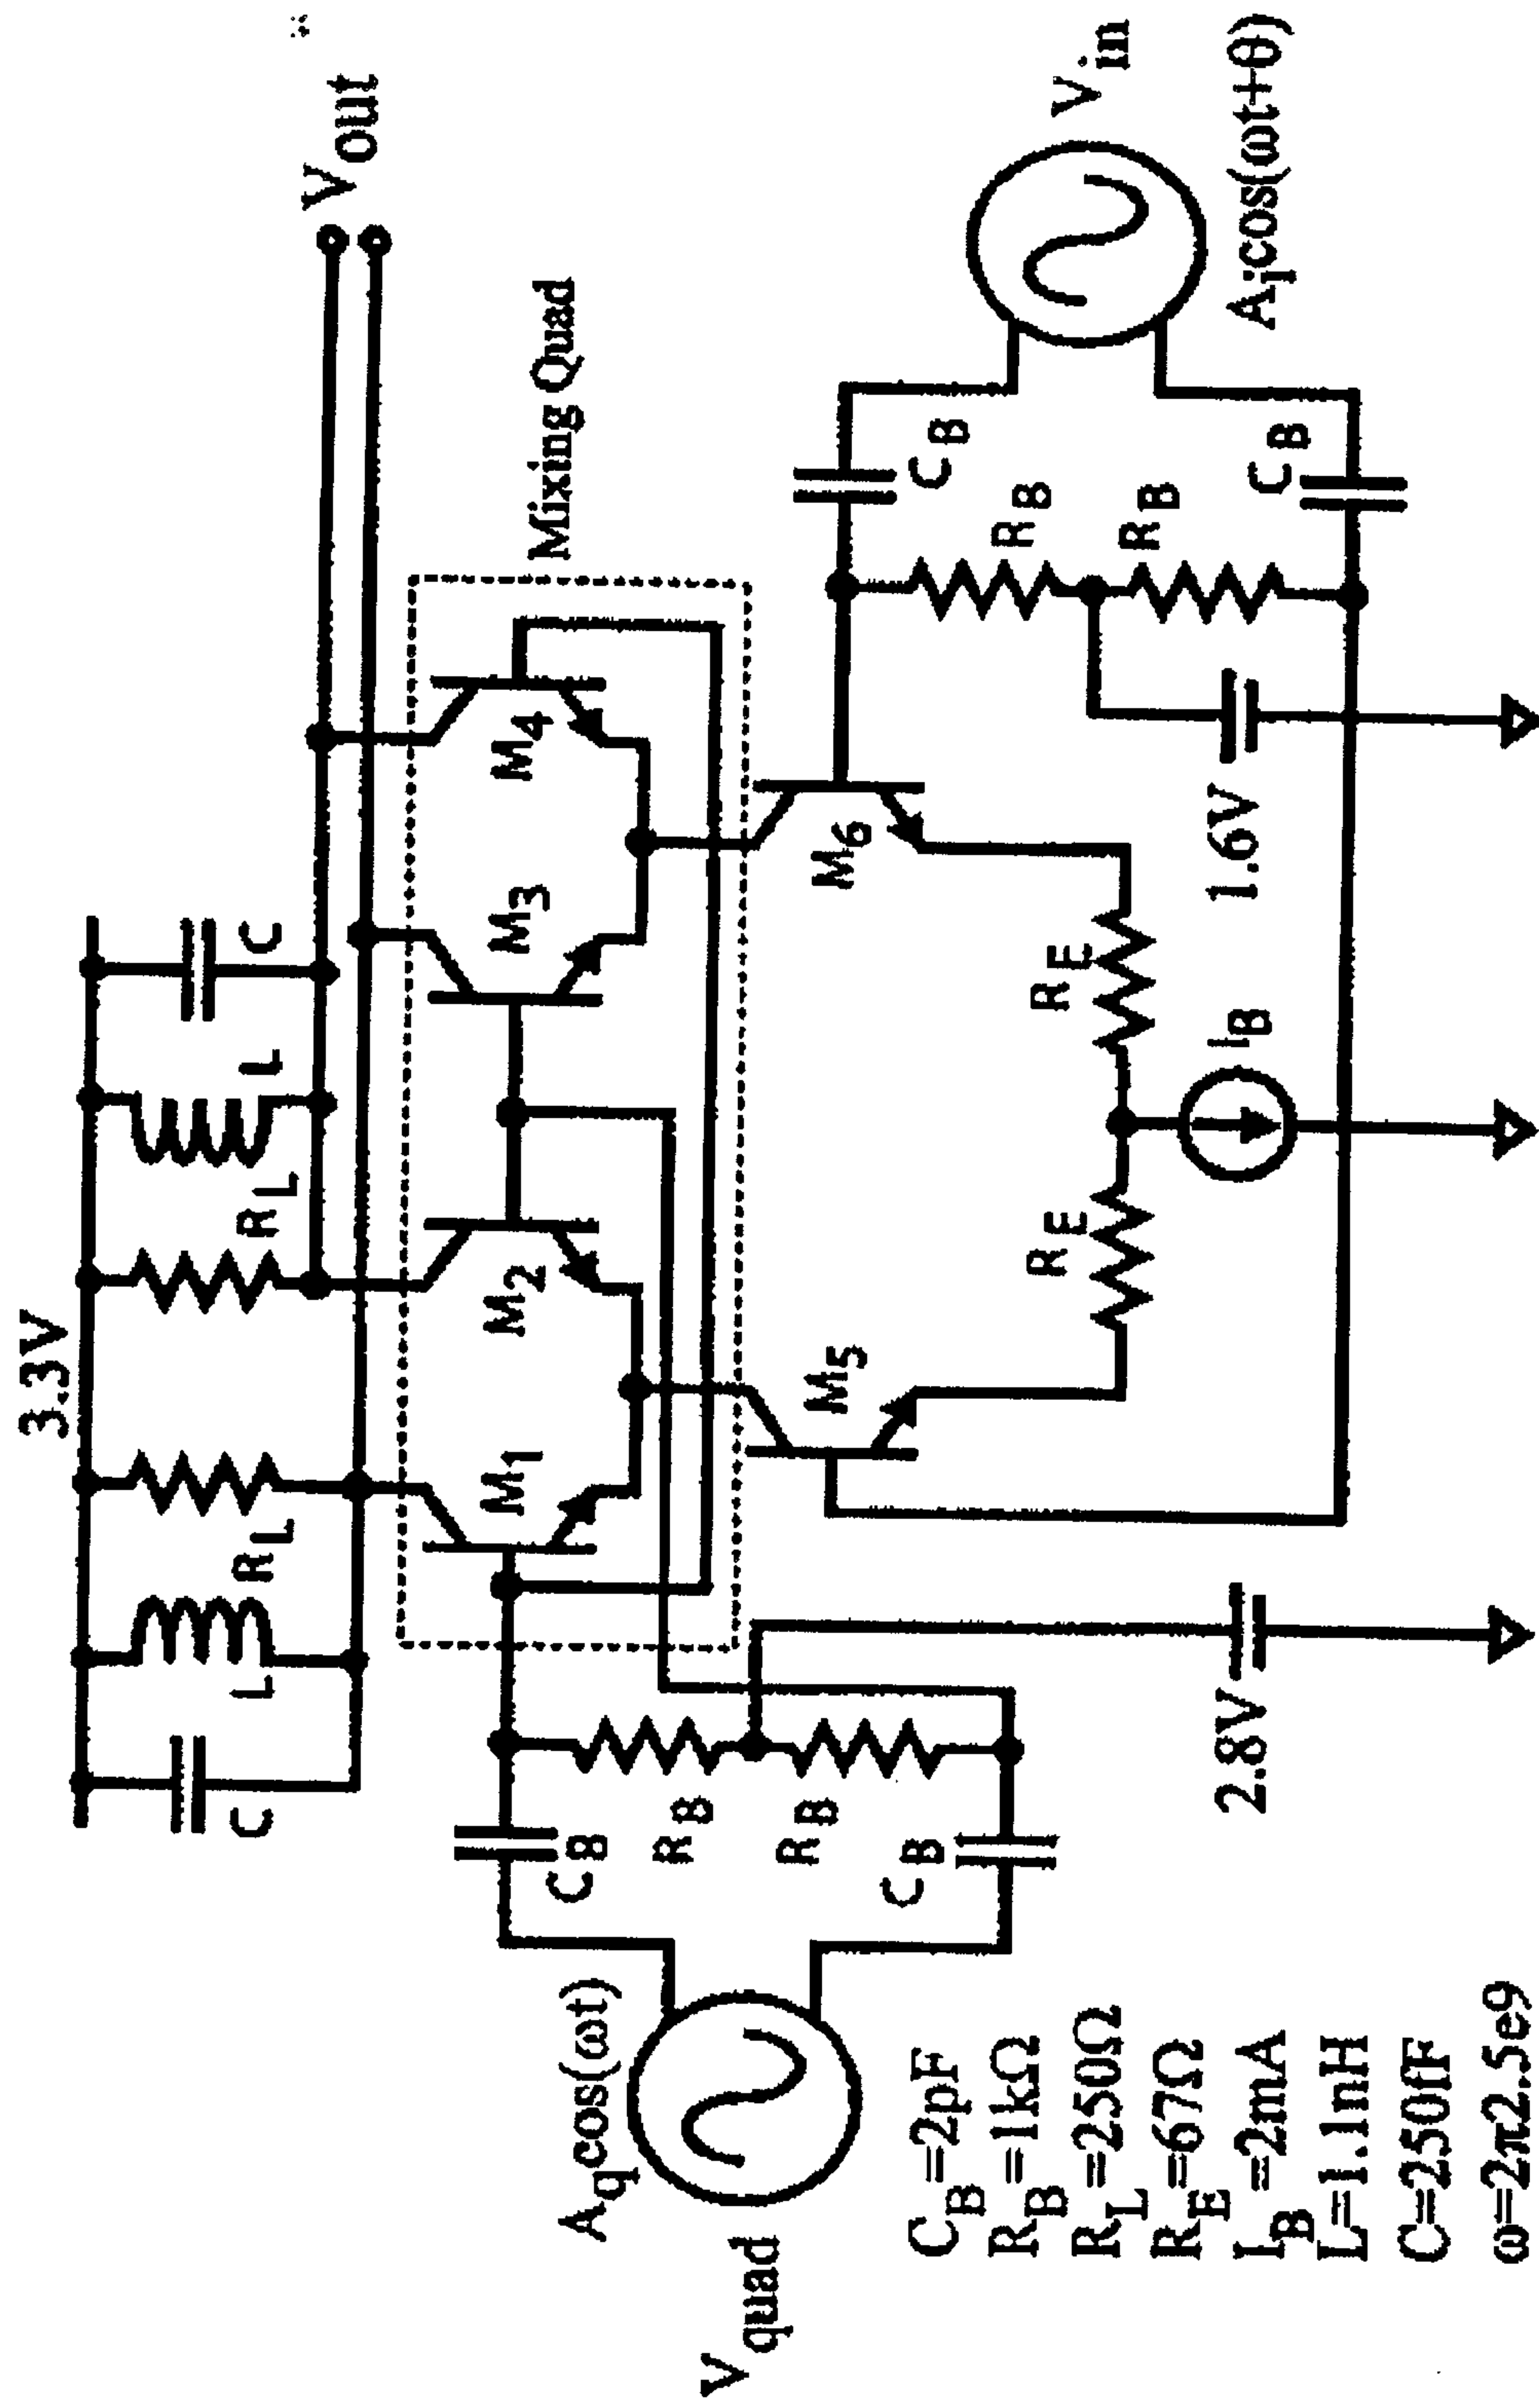 3.3V
C
L
R_L
R_L
L
C
V_out
Mixing Quad
M_1
M_2
M_3
M_4
M_5
M_6
A_q cos(ωt)
V_quad
C_B
R_B
R_B
C_B
2.8V
R_E
R_E
I_B
1.6V
C_B
R_B
R_B
C_B
V_in
A_i cos(ωt+θ)
C_B=2pF
R_B=1kΩ
R_L=250Ω
R_E=67Ω
I_B=2mA
L=1.1nH
C=250fF
ω=2π2.5e9